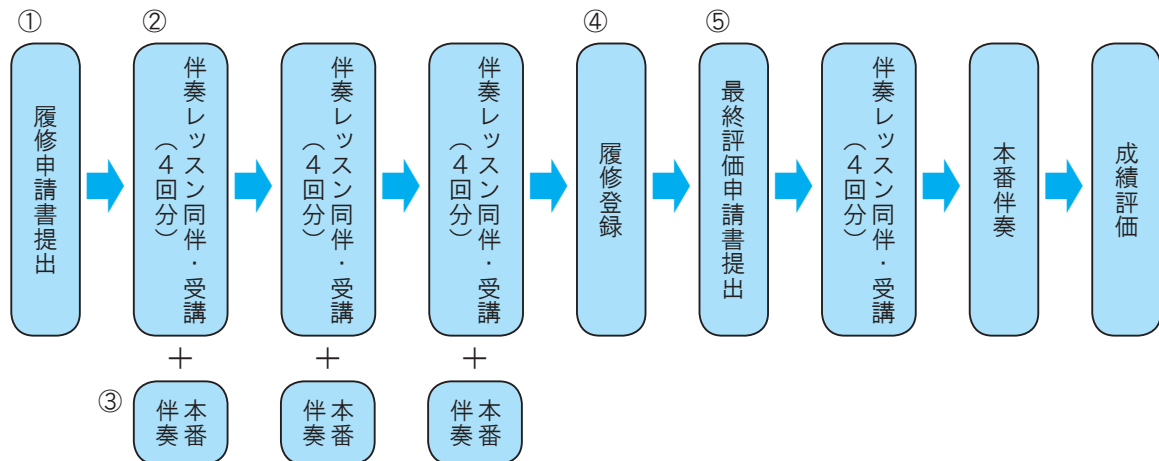 ①
履修申請書提出
②
伴奏レッスン同伴・受講
（４回分）
＋
③
本番
伴奏
伴奏レッスン同伴・受講
（４回分）
＋
本番
伴奏
伴奏レッスン同伴・受講
（４回分）
＋
本番
伴奏
④
履修登録
⑤
最終評価申請書提出
伴奏レッスン同伴・受講
（４回分）
本番伴奏
成績評価